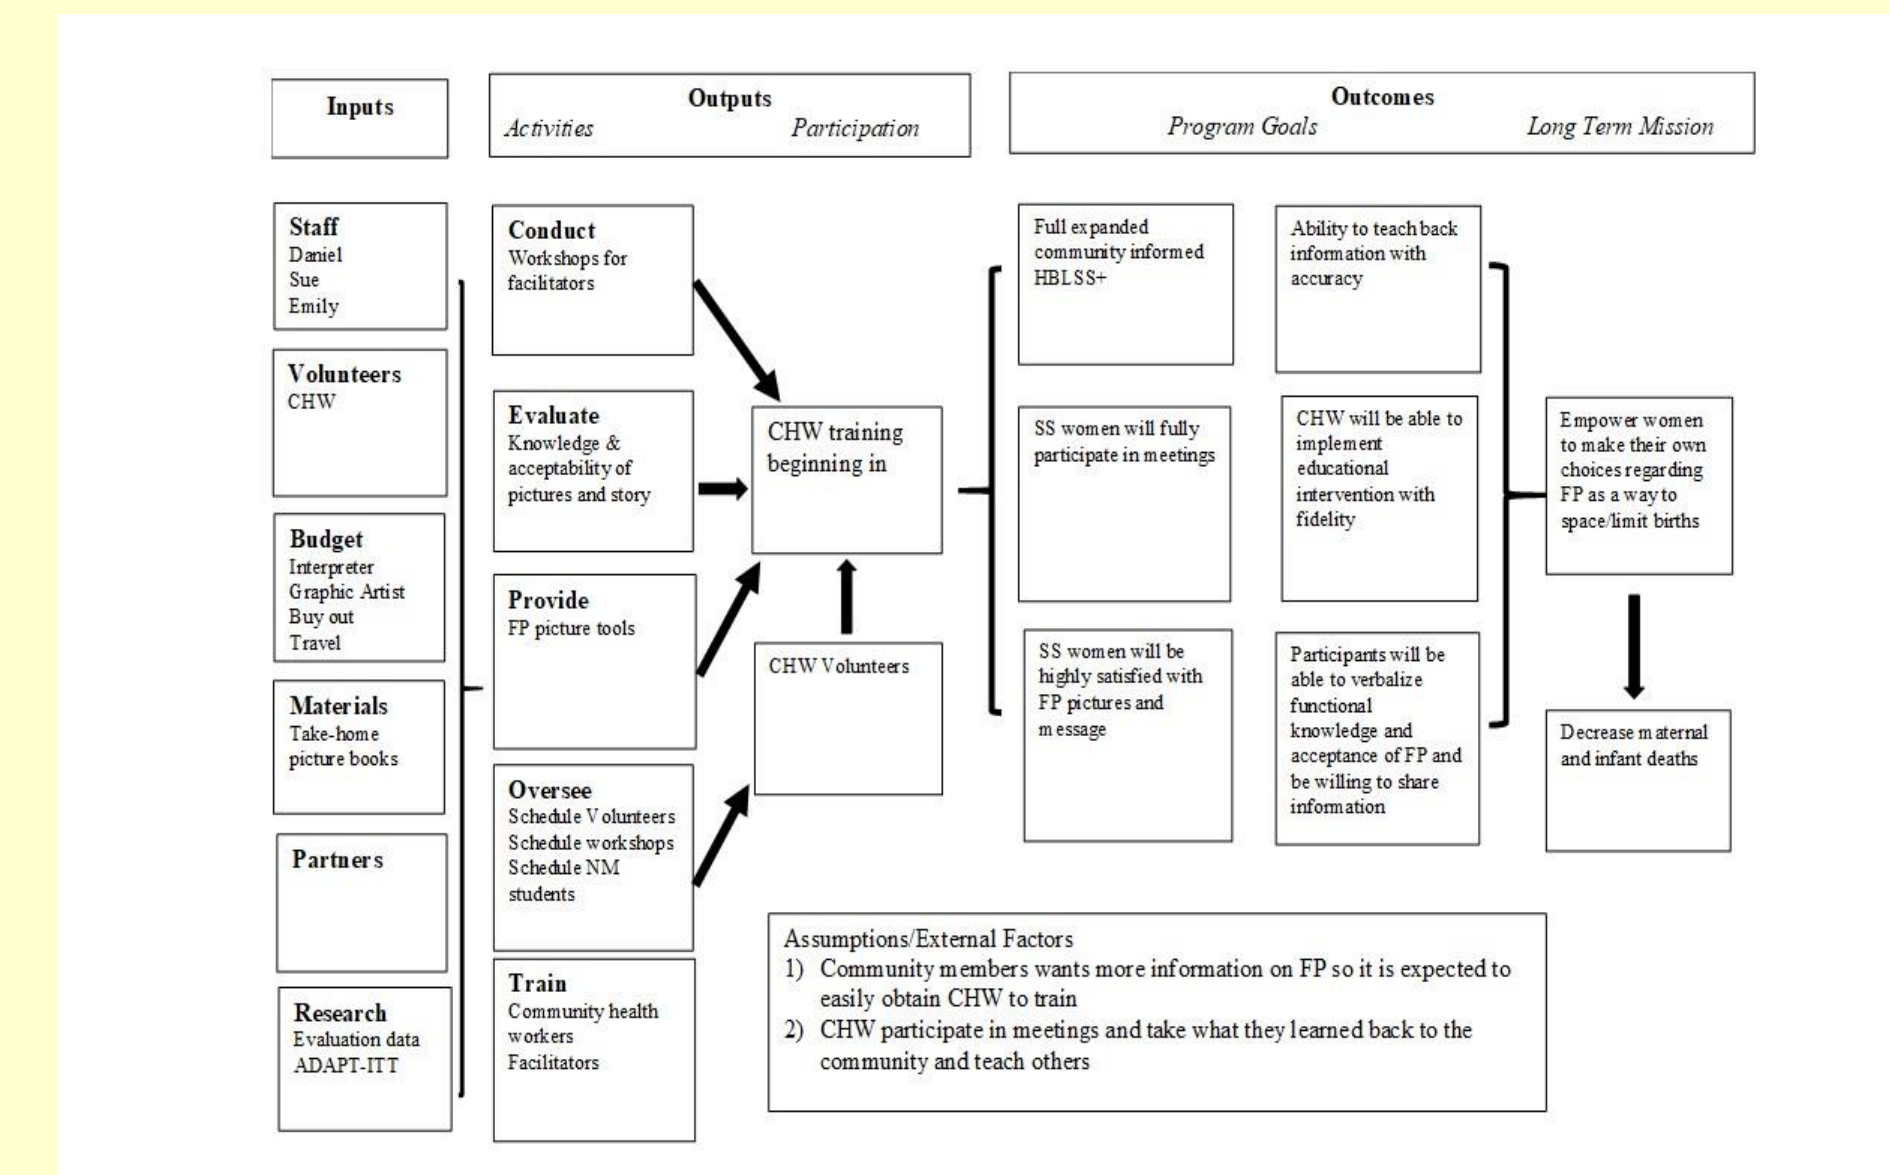 Inputs
Outputs
Activities Participation
Outcomes
Program Goals Long Term Mission
Staff
Daniel
Sue
Emily
Volunteers
CHW
Budget
Interpreter
Graphic Artist
Buy out
Travel
Materials
Take-home
picture books
Partners
Research
Evaluation data
ADAPT-ITT
Conduct
Workshops for
facilitators
Evaluate
Knowledge &
acceptability of
pictures and story
Provide
FP picture tools
Oversee
Schedule Volunteers
Schedule workshops
Schedule NM
students
Train
Community health
workers
Facilitators
CHW training
beginning in
CHW Volunteers
Full expanded
community informed
HBLSS+
SS women will fully
participate in meetings
SS women will be
highly satisfied with
FP pictures and
message
Ability to teach back
information with
accuracy
CHW will be able to
implement
educational
intervention with
fidelity
Participants will be
able to verbalize
functional
knowledge and
acceptance of FP and
be willing to share
information
Empower women
to make their own
choices regarding
FP as a way to
space/limit births
Decrease maternal
and infant deaths
Assumptions/External Factors
1) Community members wants more information on FP so it is expected to
easily obtain CHW to train
2) CHW participate in meetings and take what they learned back to the
community and teach others